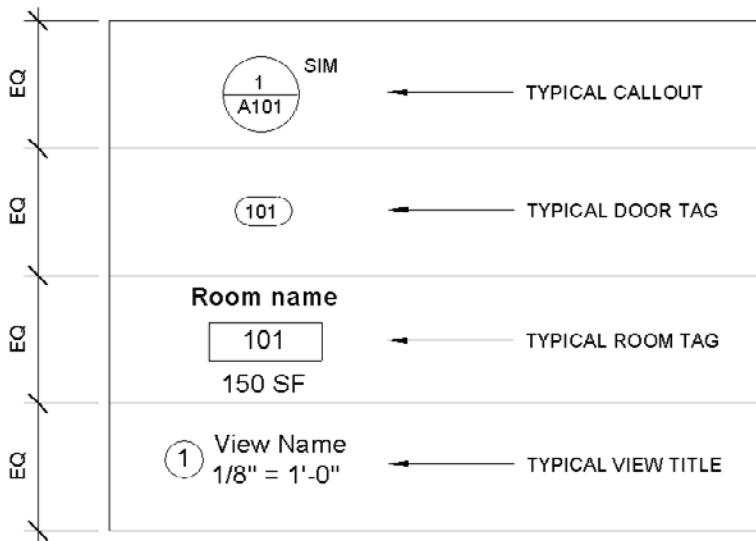 EQ
SIM
1
A101
TYPICAL CALLOUT
EQ
101
TYPICAL DOOR TAG
EQ
Room name
101
150 SF
TYPICAL ROOM TAG
EQ
1
View Name
1/8" = 1'-0"
TYPICAL VIEW TITLE